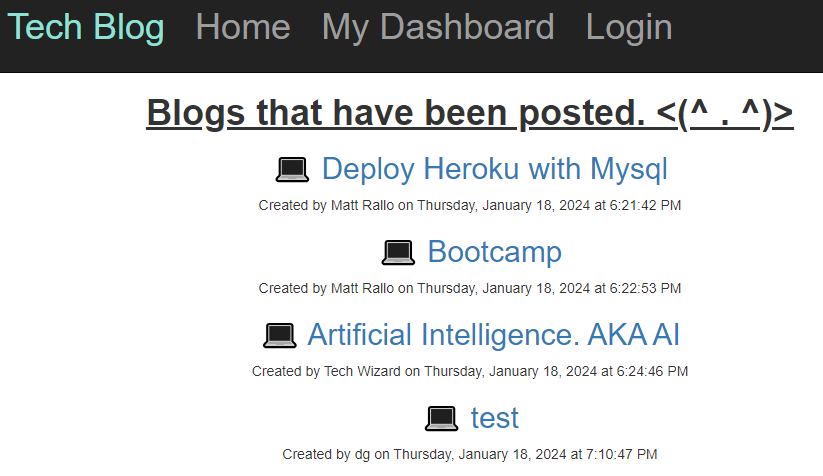 Tech Blog Home My Dashboard Login
Blogs that have been posted. <(^ . ^)>
Deploy Heroku with Mysql
Created by Matt Rallo on Thursday, January 18, 2024 at 6:21:42 PM
Bootcamp
Created by Matt Rallo on Thursday, January 18, 2024 at 6:22:53 PM
Artificial Intelligence. AKA AI
Created by Tech Wizard on Thursday, January 18, 2024 at 6:24:46 PM
test
Created by dg on Thursday, January 18, 2024 at 7:10:47 PM